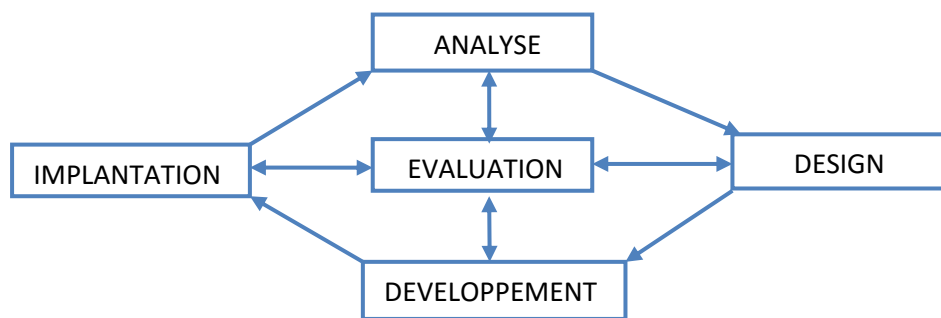 ANALYSE
IMPLANTATION
EVALUATION
DESIGN
DEVELOPPEMENT